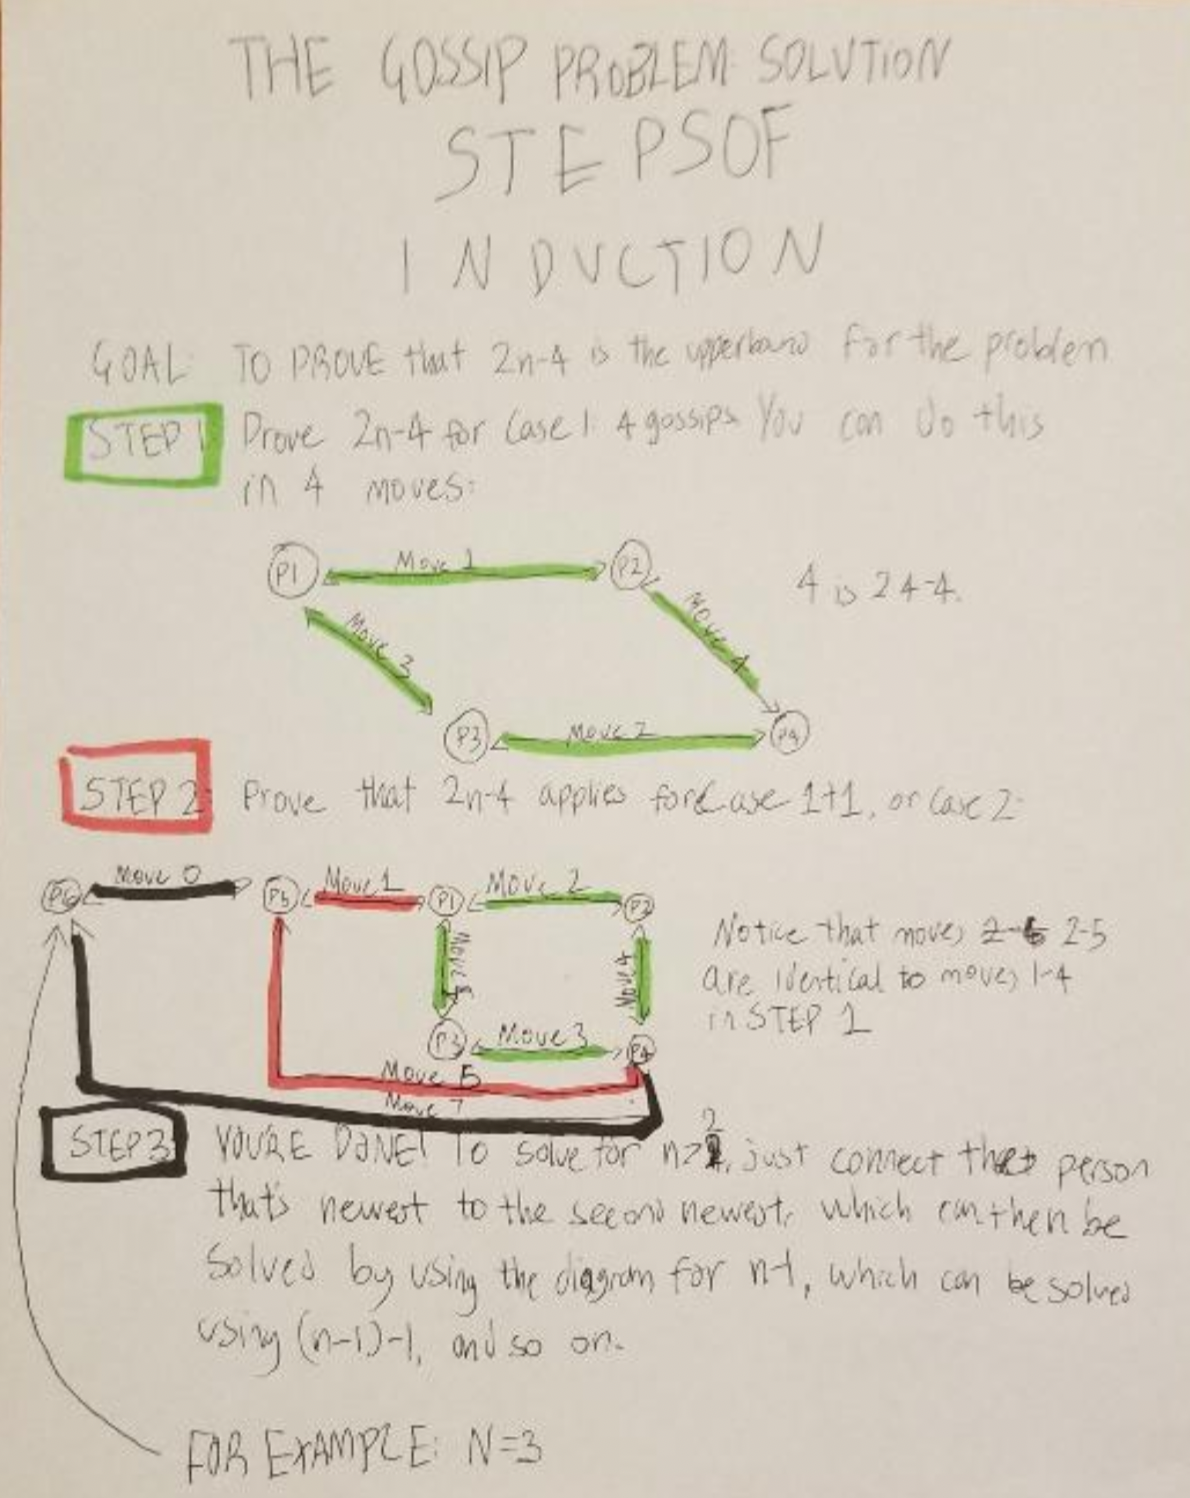 THE GOSSIP PROBLEM SOLUTION
STEPS OF
INDUCTION
GOAL: TO PROVE that 2n-4 is the upperbound for the problem
STEP 1 Prove 2n-4 for Case 1: 4 gossips. You can do this
in 4 moves:
P1 Move 1 P2
4 is 2 4-4.
Move 3 Move 4
P3 Move 2 P4
STEP 2 Prove that 2n-4 applies for Case 1+1, or Case 2:
P6 Move 0 P5 Move 1 P1 Move 2 P2
Notice that moves 2-5
are identical to moves 1-4
in STEP 1
Move 5 Move 4
P3 Move 3 P4
Move
Move 7
STEP 3 YOU'RE DONE! To solve for n>2, just connect the person
that's newest to the second newest, which can then be
solved by using the diagram for n-1, which can be solved
using (n-1)-1, and so on.
FOR EXAMPLE: N=3